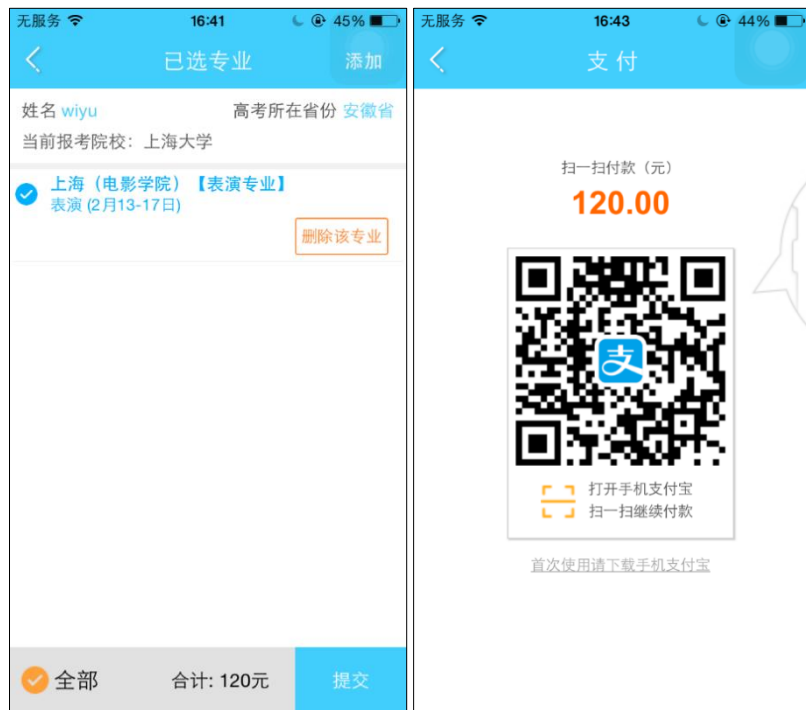 无服务 16:41 45%
已选专业 添加
姓名 wiyu 高考所在省份 安徽省
当前报考院校：上海大学
上海（电影学院）【表演专业】
表演 (2月13-17日)
删除该专业
全部 合计: 120元 提交
无服务 16:43 44%
支付
扫一扫付款（元）
120.00
支
打开手机支付宝
扫一扫继续付款
首次使用请下载手机支付宝